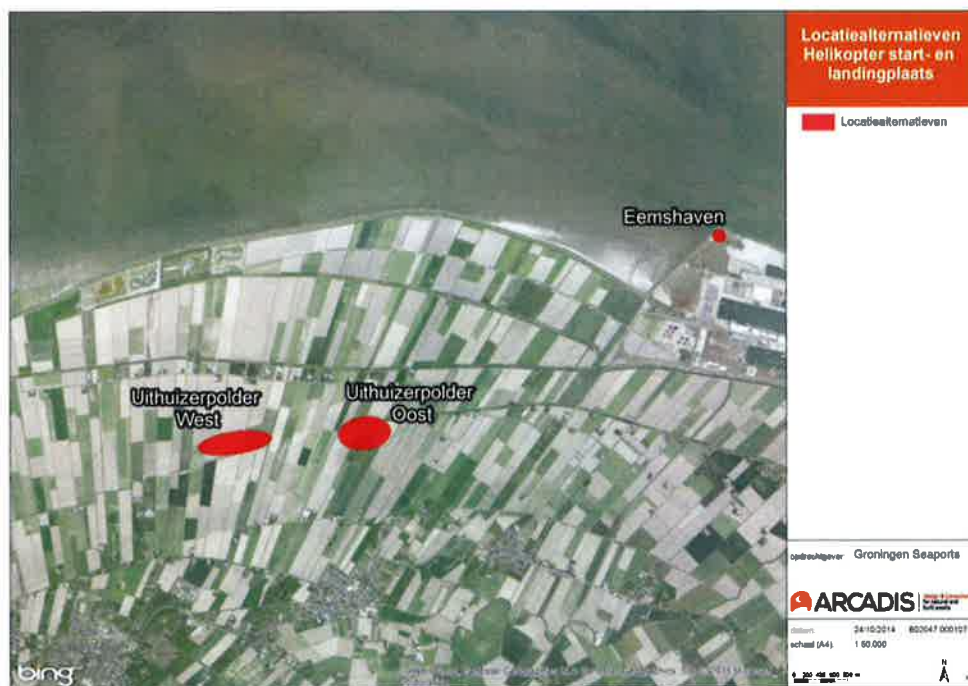 Locatiealternatieven
Helikopter start- en
landingplaats
Locatiealternatieven
Eemshaven
Uithuizerpolder
West
Uithuizerpolder
Oost
opdrachtgever Groningen Seaports
ARCADIS
datum 24/10/2014
schaal (A4) 1:50.000
N
bing